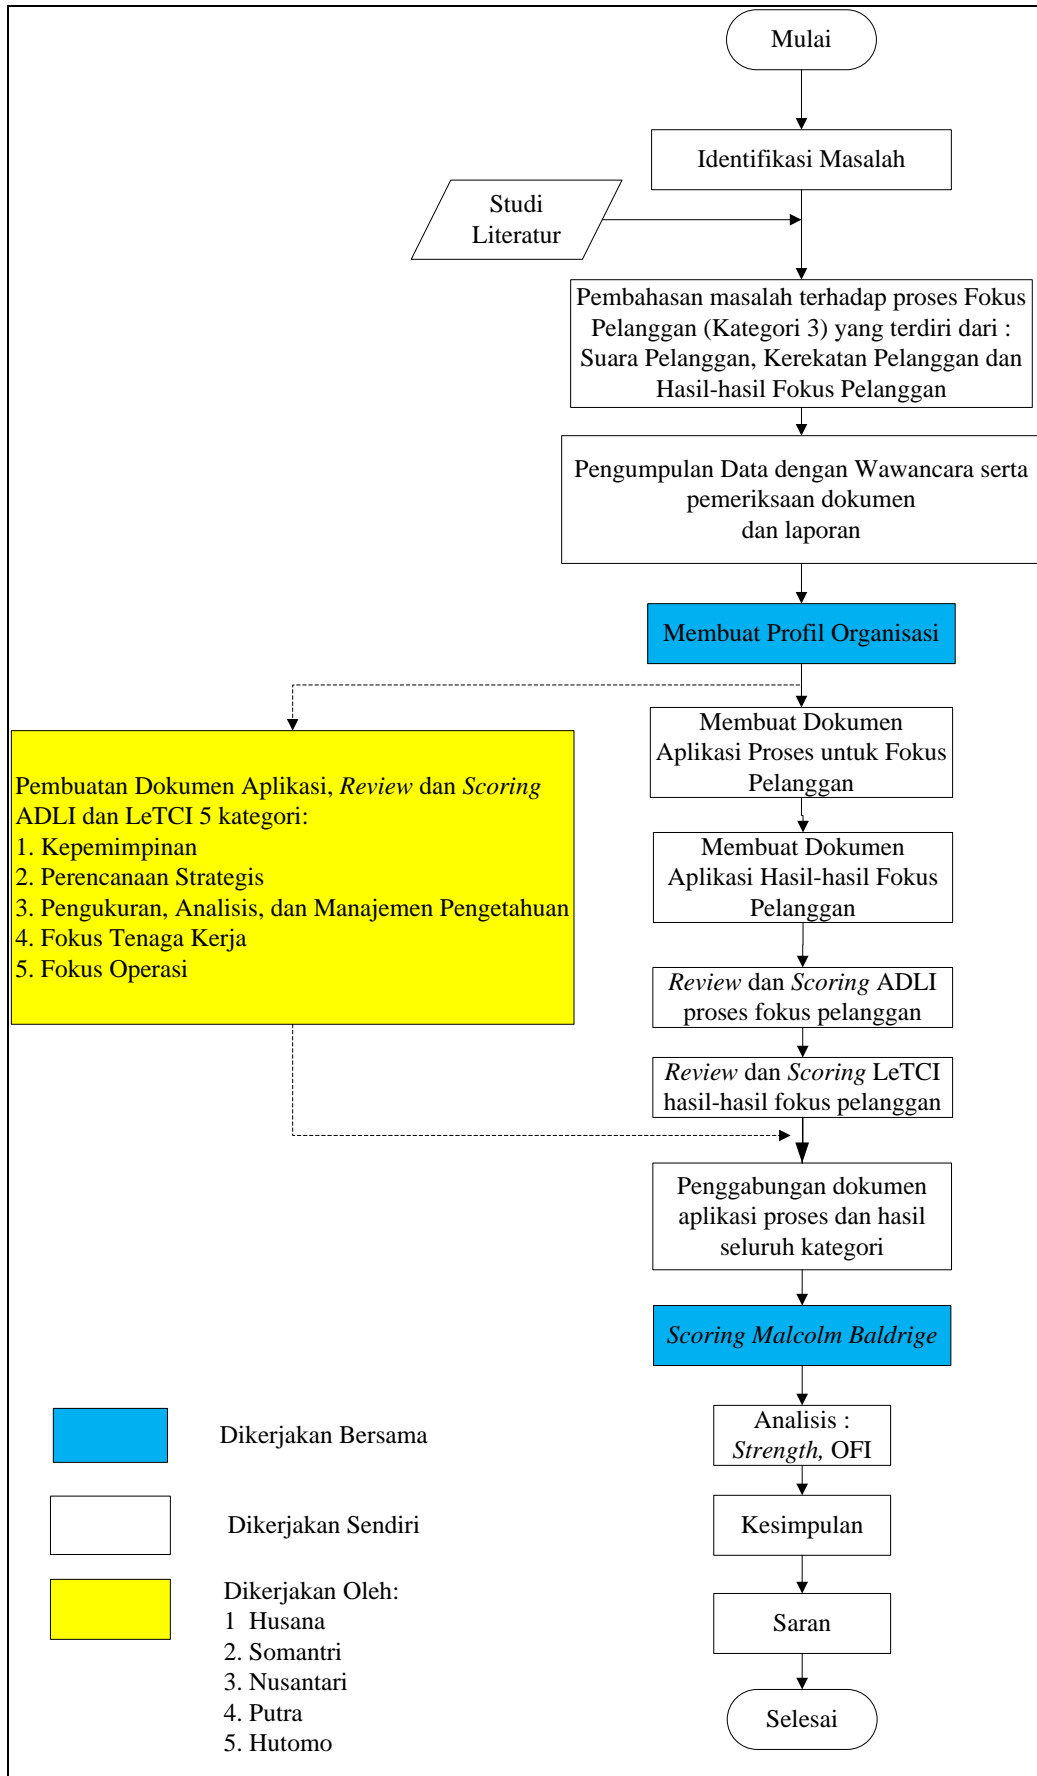 Mulai
Identifikasi Masalah
Studi
Literatur
Pembahasan masalah terhadap proses Fokus
Pelanggan (Kategori 3) yang terdiri dari :
Suara Pelanggan, Kerekatan Pelanggan dan
Hasil-hasil Fokus Pelanggan
Pengumpulan Data dengan Wawancara serta
pemeriksaan dokumen
dan laporan
Membuat Profil Organisasi
Membuat Dokumen
Aplikasi Proses untuk Fokus
Pelanggan
Pembuatan Dokumen Aplikasi, Review dan Scoring
ADLI dan LeTCI 5 kategori:
1. Kepemimpinan
2. Perencanaan Strategis
3. Pengukuran, Analisis, dan Manajemen Pengetahuan
4. Fokus Tenaga Kerja
5. Fokus Operasi
Membuat Dokumen
Aplikasi Hasil-hasil Fokus
Pelanggan
Review dan Scoring ADLI
proses fokus pelanggan
Review dan Scoring LeTCI
hasil-hasil fokus pelanggan
Penggabungan dokumen
aplikasi proses dan hasil
seluruh kategori
Scoring Malcolm Baldrige
Analisis :
Strength, OFI
Kesimpulan
Saran
Selesai
Dikerjakan Bersama
Dikerjakan Sendiri
Dikerjakan Oleh:
1 Husana
2. Somantri
3. Nusantari
4. Putra
5. Hutomo